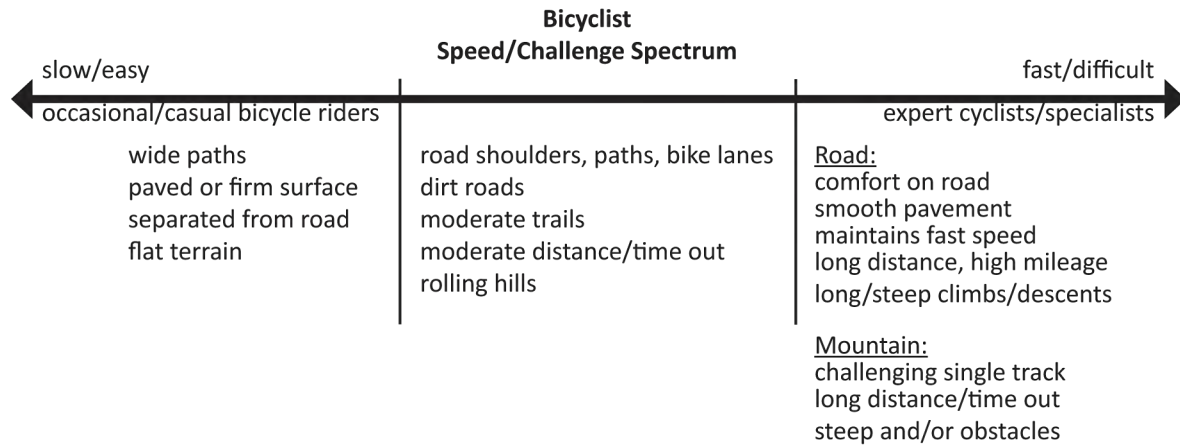 Bicyclist
Speed/Challenge Spectrum
slow/easy
fast/difficult
occasional/casual bicycle riders
expert cyclists/specialists
wide paths
paved or firm surface
separated from road
flat terrain
road shoulders, paths, bike lanes
dirt roads
moderate trails
moderate distance/time out
rolling hills
Road:
comfort on road
smooth pavement
maintains fast speed
long distance, high mileage
long/steep climbs/descents
Mountain:
challenging single track
long distance/time out
steep and/or obstacles